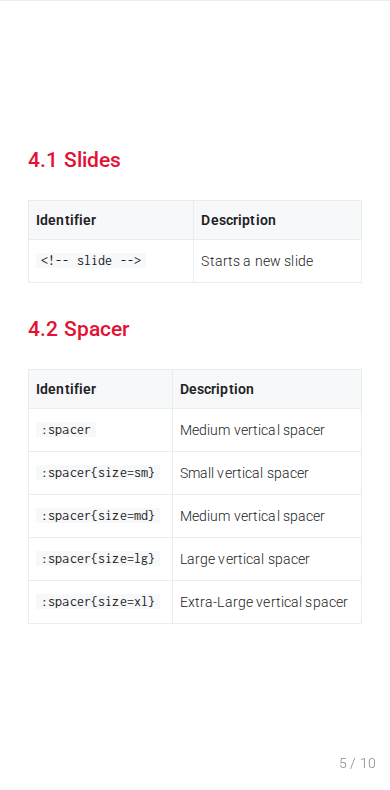 4.1 Slides
Identifier Description
<!-- slide --> Starts a new slide
4.2 Spacer
Identifier Description
:spacer Medium vertical spacer
:spacer{size=sm} Small vertical spacer
:spacer{size=md} Medium vertical spacer
:spacer{size=lg} Large vertical spacer
:spacer{size=xl} Extra-Large vertical spacer
5 / 10